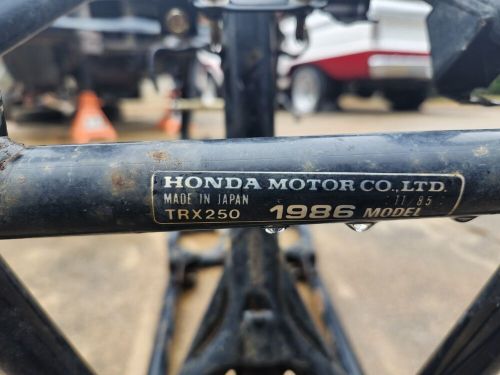 HONDA MOTOR CO., LTD.
MADE IN JAPAN 11/85
TRX250 1986 MODEL